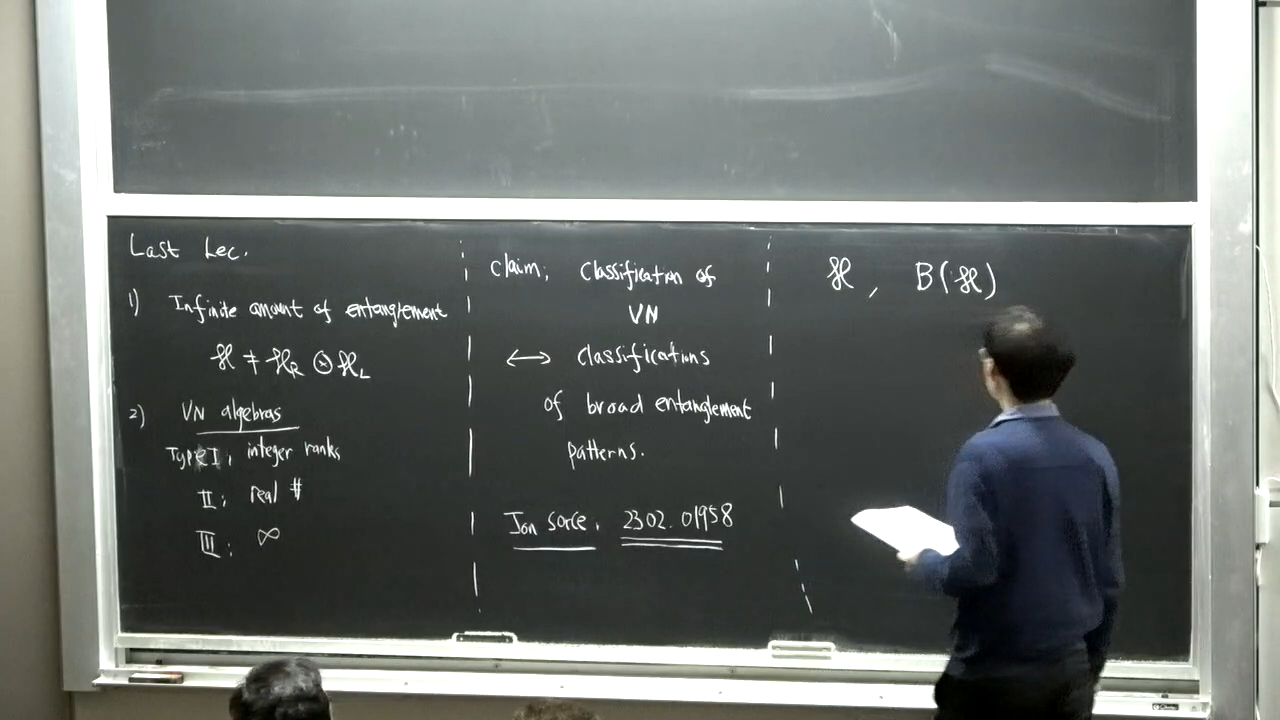 Last Lec.
1) Infinite amount of entanglement
ℋ ≠ ℋ_R ⊗ ℋ_L
2) VN algebras
Type I, integer ranks
II; real #
III; ∞
claim, Classification of
VN
⟷ classifications
of broad entanglement
patterns.
Jon Sorce, 2302.01958
ℋ, B(ℋ)